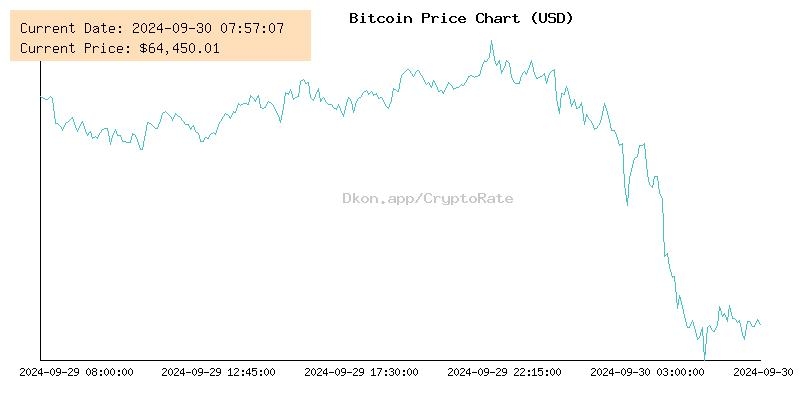 Bitcoin Price Chart (USD)
Current Date: 2024-09-30 07:57:07
Current Price: $64,450.01
Dkon.app/CryptoRate
2024-09-29 08:00:00 2024-09-29 12:45:00 2024-09-29 17:30:00 2024-09-29 22:15:00 2024-09-30 03:00:00 2024-09-30